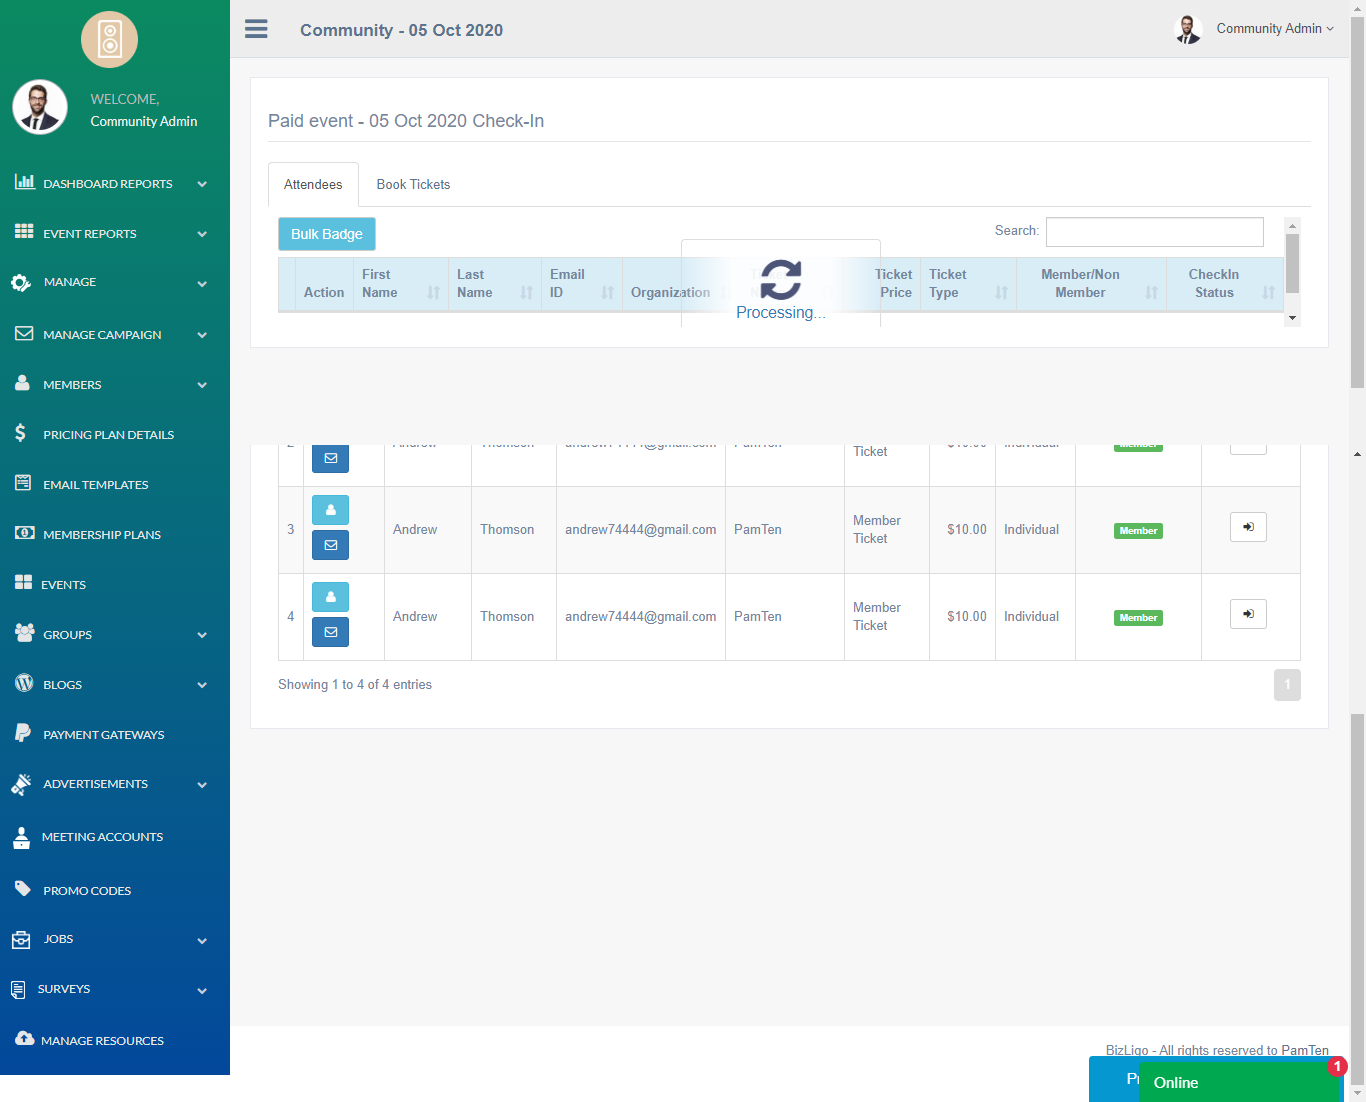 Community - 05 Oct 2020
Community Admin
WELCOME,
Community Admin
DASHBOARD REPORTS
EVENT REPORTS
MANAGE
MANAGE CAMPAIGN
MEMBERS
PRICING PLAN DETAILS
EMAIL TEMPLATES
MEMBERSHIP PLANS
EVENTS
GROUPS
BLOGS
PAYMENT GATEWAYS
ADVERTISEMENTS
MEETING ACCOUNTS
PROMO CODES
JOBS
SURVEYS
MANAGE RESOURCES
Paid event - 05 Oct 2020 Check-In
Attendees Book Tickets
Bulk Badge Search:
Action First Name Last Name Email ID Organization Ticket Price Ticket Type Member/Non Member CheckIn Status
Processing...
2 Andrew Thomson andrew74444@gmail.com PamTen Ticket $10.00 Individual Member
3 Andrew Thomson andrew74444@gmail.com PamTen Member Ticket $10.00 Individual Member
4 Andrew Thomson andrew74444@gmail.com PamTen Member Ticket $10.00 Individual Member
Showing 1 to 4 of 4 entries 1
BizLigo - All rights reserved to PamTen
Online 1